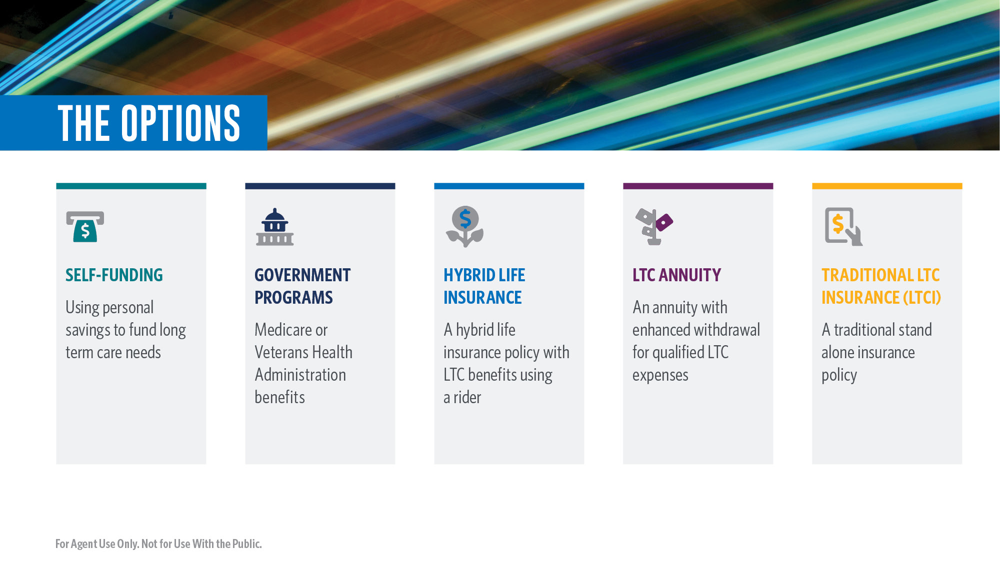 THE OPTIONS
SELF-FUNDING
Using personal
savings to fund long
term care needs
GOVERNMENT
PROGRAMS
Medicare or
Veterans Health
Administration
benefits
$
HYBRID LIFE
INSURANCE
A hybrid life
insurance policy with
LTC benefits using
a rider
LTC ANNUITY
An annuity with
enhanced withdrawal
for qualified LTC
expenses
$
TRADITIONAL LTC
INSURANCE (LTCI)
A traditional stand
alone insurance
policy
$
For Agent Use Only. Not for Use With the Public.